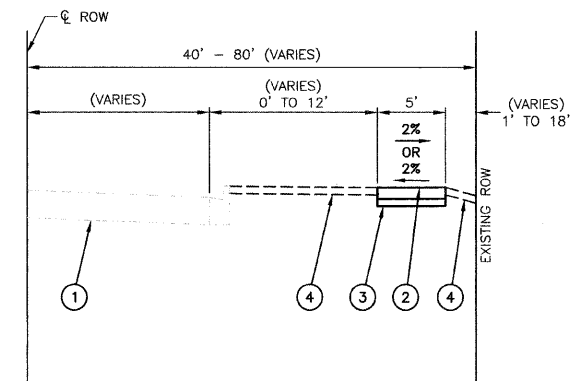 ℄ ROW
40' - 80' (VARIES)
(VARIES)
(VARIES)
0' TO 12'
5'
(VARIES)
1' TO 18'
2%
OR
2%
EXISTING ROW
1
4
3
2
4